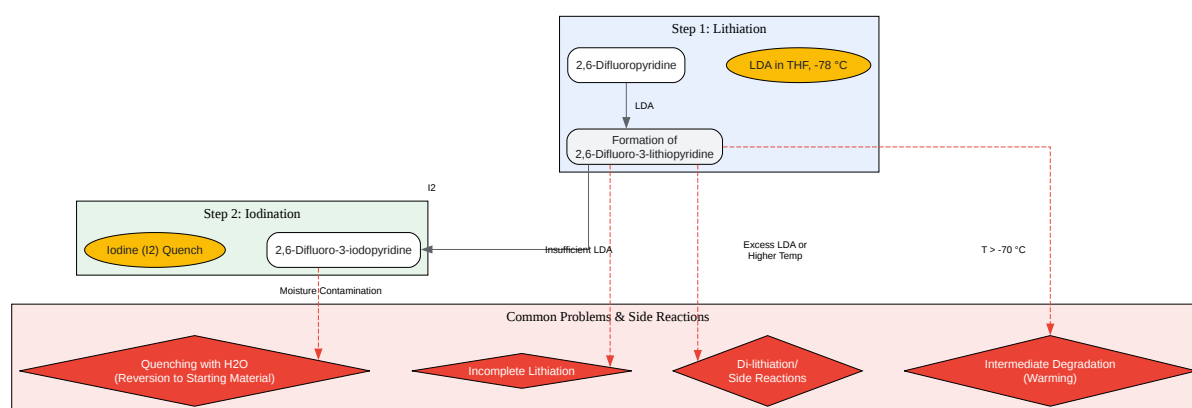 Step 1: Lithiation
2,6-Difluoropyridine
LDA in THF, -78 °C
LDA
Formation of
2,6-Difluoro-3-lithiopyridine
I2
Step 2: Iodination
Iodine (I2) Quench
2,6-Difluoro-3-iodopyridine
Insufficient LDA
Excess LDA or
Higher Temp
T > -70 °C
Moisture Contamination
Common Problems & Side Reactions
Quenching with H2O
(Reversion to Starting Material)
Incomplete Lithiation
Di-lithiation/
Side Reactions
Intermediate Degradation
(Warming)